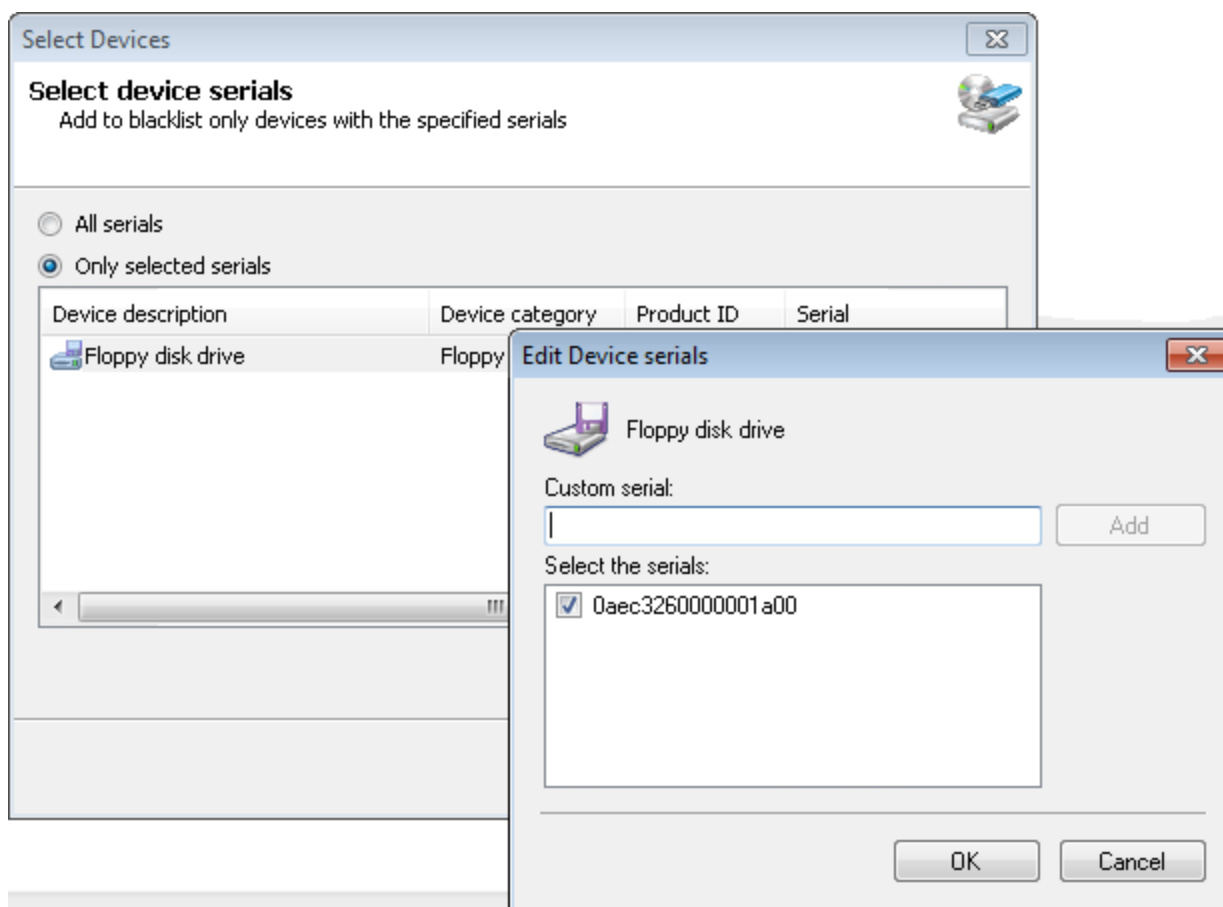 Select Devices
Select device serials
Add to blacklist only devices with the specified serials
All serials
Only selected serials
Device description Device category Product ID Serial
Floppy disk drive Floppy
Edit Device serials
Floppy disk drive
Custom serial:
Add
Select the serials:
0aec3260000001a00
OK Cancel